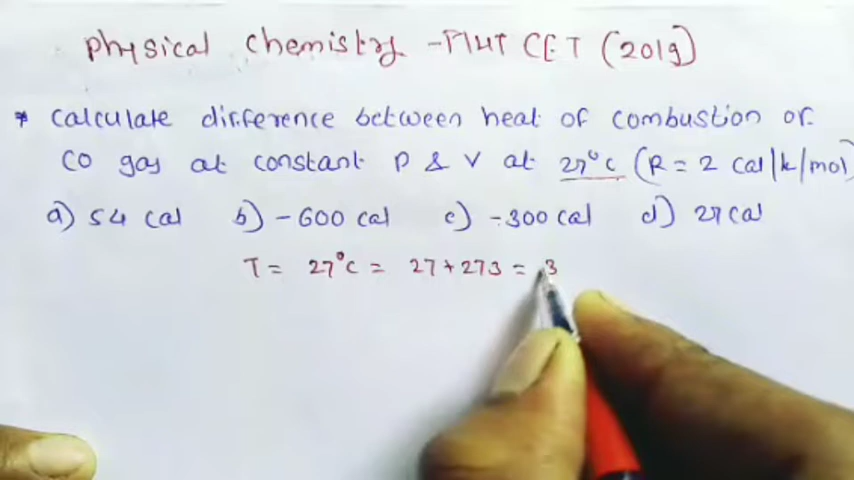 Physical chemistry - MHT CET (2019)
* calculate difference between heat of combustion of
CO gas at constant P & V at 27°C (R = 2 cal/k/mol)
a) 54 cal b) -600 cal c) -300 cal d) 27 cal
T = 27°C = 27+273 = 3